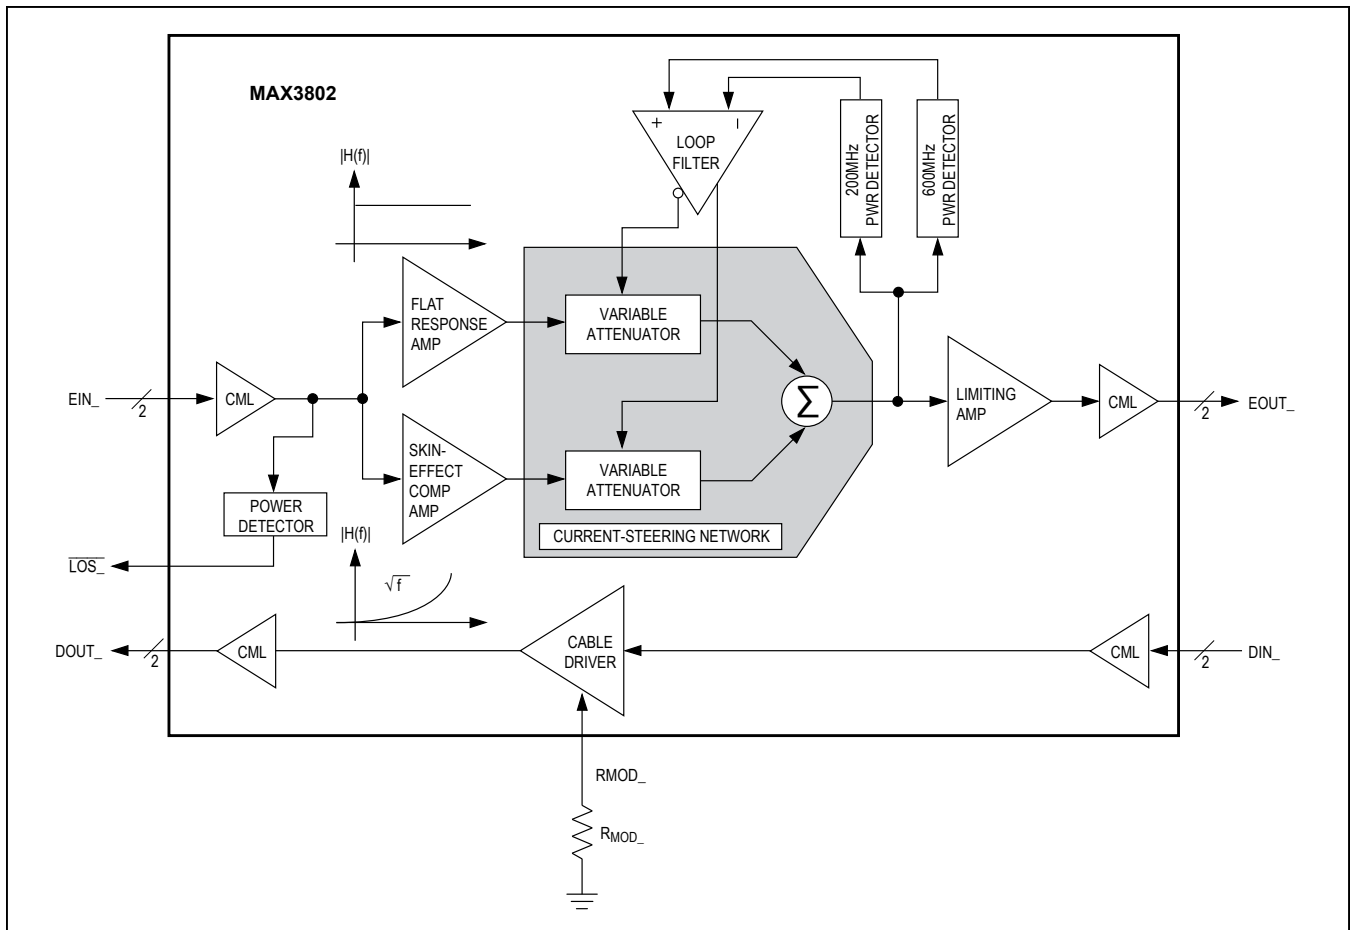 MAX3802
|H(f)|
+
–
LOOP
FILTER
200MHz
PWR DETECTOR
600MHz
PWR DETECTOR
FLAT
RESPONSE
AMP
VARIABLE
ATTENUATOR
EIN_
2
CML
Σ
LIMITING
AMP
CML
2
EOUT_
SKIN-
EFFECT
COMP
AMP
VARIABLE
ATTENUATOR
POWER
DETECTOR
CURRENT-STEERING NETWORK
LOS_
|H(f)|
√f
DOUT_
2
CML
CABLE
DRIVER
CML
2
DIN_
RMOD_
RMOD_